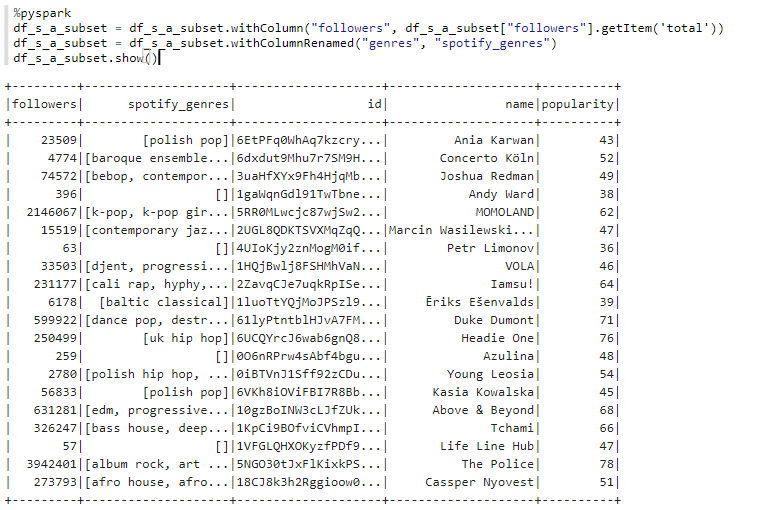 %pyspark
df_s_a_subset = df_s_a_subset.withColumn("followers", df_s_a_subset["followers"].getItem('total'))
df_s_a_subset = df_s_a_subset.withColumnRenamed("genres", "spotify_genres")
df_s_a_subset.show()
+---------+--------------------+--------------------+--------------------+----------+
|followers|      spotify_genres|                  id|                name|popularity|
+---------+--------------------+--------------------+--------------------+----------+
|    23509|        [polish pop]|6EtPFq0WhAq7kzcry...|         Ania Karwan|        43|
|     4774|[baroque ensemble...|6dxdut9Mhu7r7SM9H...|       Concerto Köln|        52|
|    74572|[bebop, contempor...|3uaHfXYx9Fh4HjqMb...|       Joshua Redman|        49|
|      396|                  []|1gaWqnGdl91TwTbne...|           Andy Ward|        38|
|  2146067|[k-pop, k-pop gir...|5RR0MLwcjc87wjSw2...|            MOMOLAND|        62|
|    15519|[contemporary jaz...|2UGL8QDKTSVXMqZqQ...|Marcin Wasilewski...|        47|
|       63|                  []|4UIoKjy2znMogM0if...|        Petr Limonov|        36|
|    33503|[djent, progressi...|1HQjBwlj8FSHMhVaN...|                VOLA|        46|
|   231177|[cali rap, hyphy,...|2ZavqCJe7uqkRpISe...|              Iamsu!|        64|
|     6178|  [baltic classical]|1luoTtYQjMoJPSzl9...|     Ēriks Ešenvalds|        39|
|   599922|[dance pop, destr...|61lyPtntblHJvA7FM...|         Duke Dumont|        71|
|   250499|        [uk hip hop]|6UCQYrcJ6wab6gnQ8...|          Headie One|        76|
|      259|                  []|0O6nRPrw4sAbf4bgu...|             Azulina|        48|
|     2780|[polish hip hop, ...|0iBTVnJ1Sff92zCDu...|        Young Leosia|        54|
|    56833|        [polish pop]|6VKh8iOViFBI7R8Bb...|     Kasia Kowalska|        45|
|   631281|[edm, progressive...|10gzBoINW3cLJfZUk...|      Above & Beyond|        68|
|   326247|[bass house, deep...|1KpCi9BOfviCVhmpI...|              Tchami|        66|
|       57|                  []|1VFGLQHXOKyzfPDf9...|       Life Line Hub|        47|
|  3942401|[album rock, art ...|5NGO30tJxFlKixkPS...|          The Police|        78|
|   273793|[afro house, afro...|18CJ8k3h2Rggioow0...|     Cassper Nyovest|        51|
+---------+--------------------+--------------------+--------------------+----------+